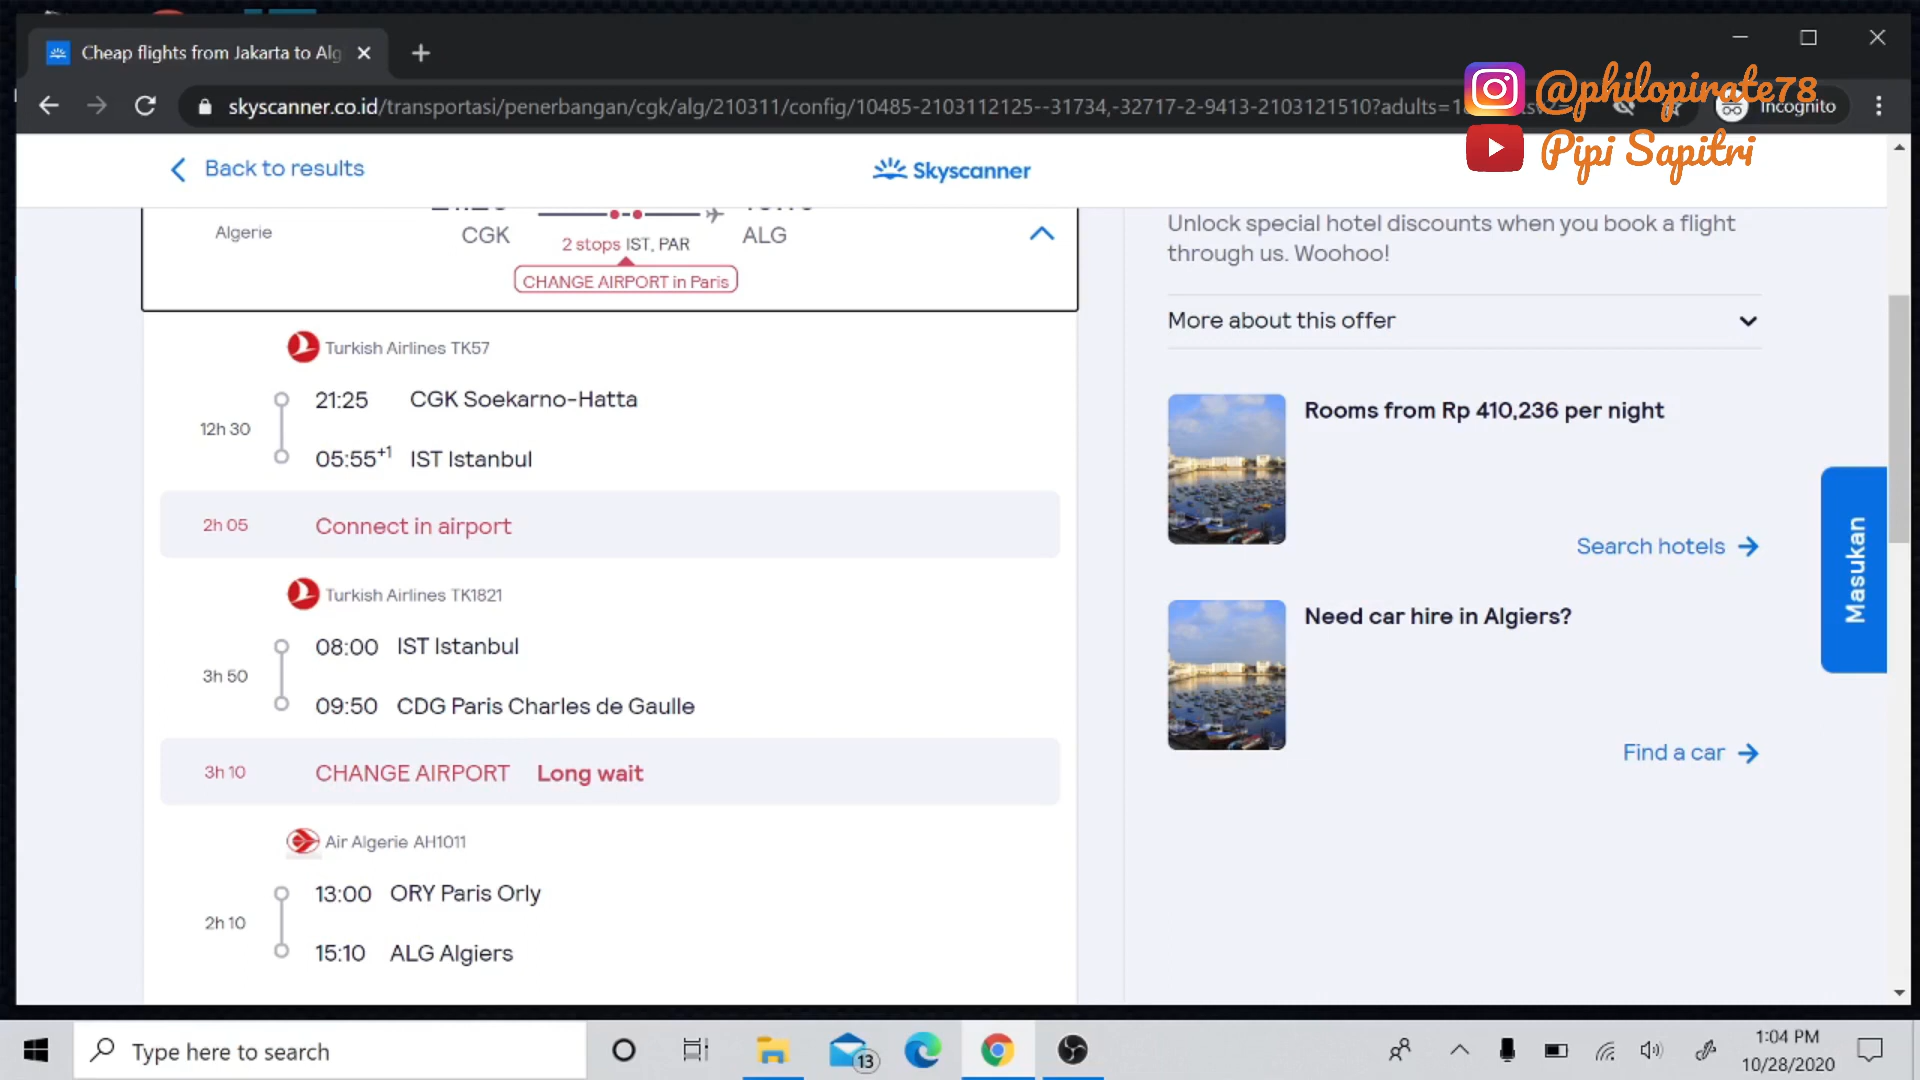 Cheap flights from Jakarta to Alg
skyscanner.co.id/transportasi/penerbangan/cgk/alg/210311/config/10485-2103112125--31734,-32717-2-9413-2103121510?adults=1
Incognito
@philopirate78
Pipi Sapitri
Back to results
Skyscanner
Algerie
CGK
2 stops IST, PAR
ALG
CHANGE AIRPORT in Paris
Turkish Airlines TK57
21:25 CGK Soekarno-Hatta
12h 30
05:55+1 IST Istanbul
2h 05 Connect in airport
Turkish Airlines TK1821
08:00 IST Istanbul
3h 50
09:50 CDG Paris Charles de Gaulle
3h 10 CHANGE AIRPORT Long wait
Air Algerie AH1011
13:00 ORY Paris Orly
2h 10
15:10 ALG Algiers
Unlock special hotel discounts when you book a flight
through us. Woohoo!
More about this offer
Rooms from Rp 410,236 per night
Search hotels
Need car hire in Algiers?
Find a car
Masukan
Type here to search
13
1:04 PM
10/28/2020